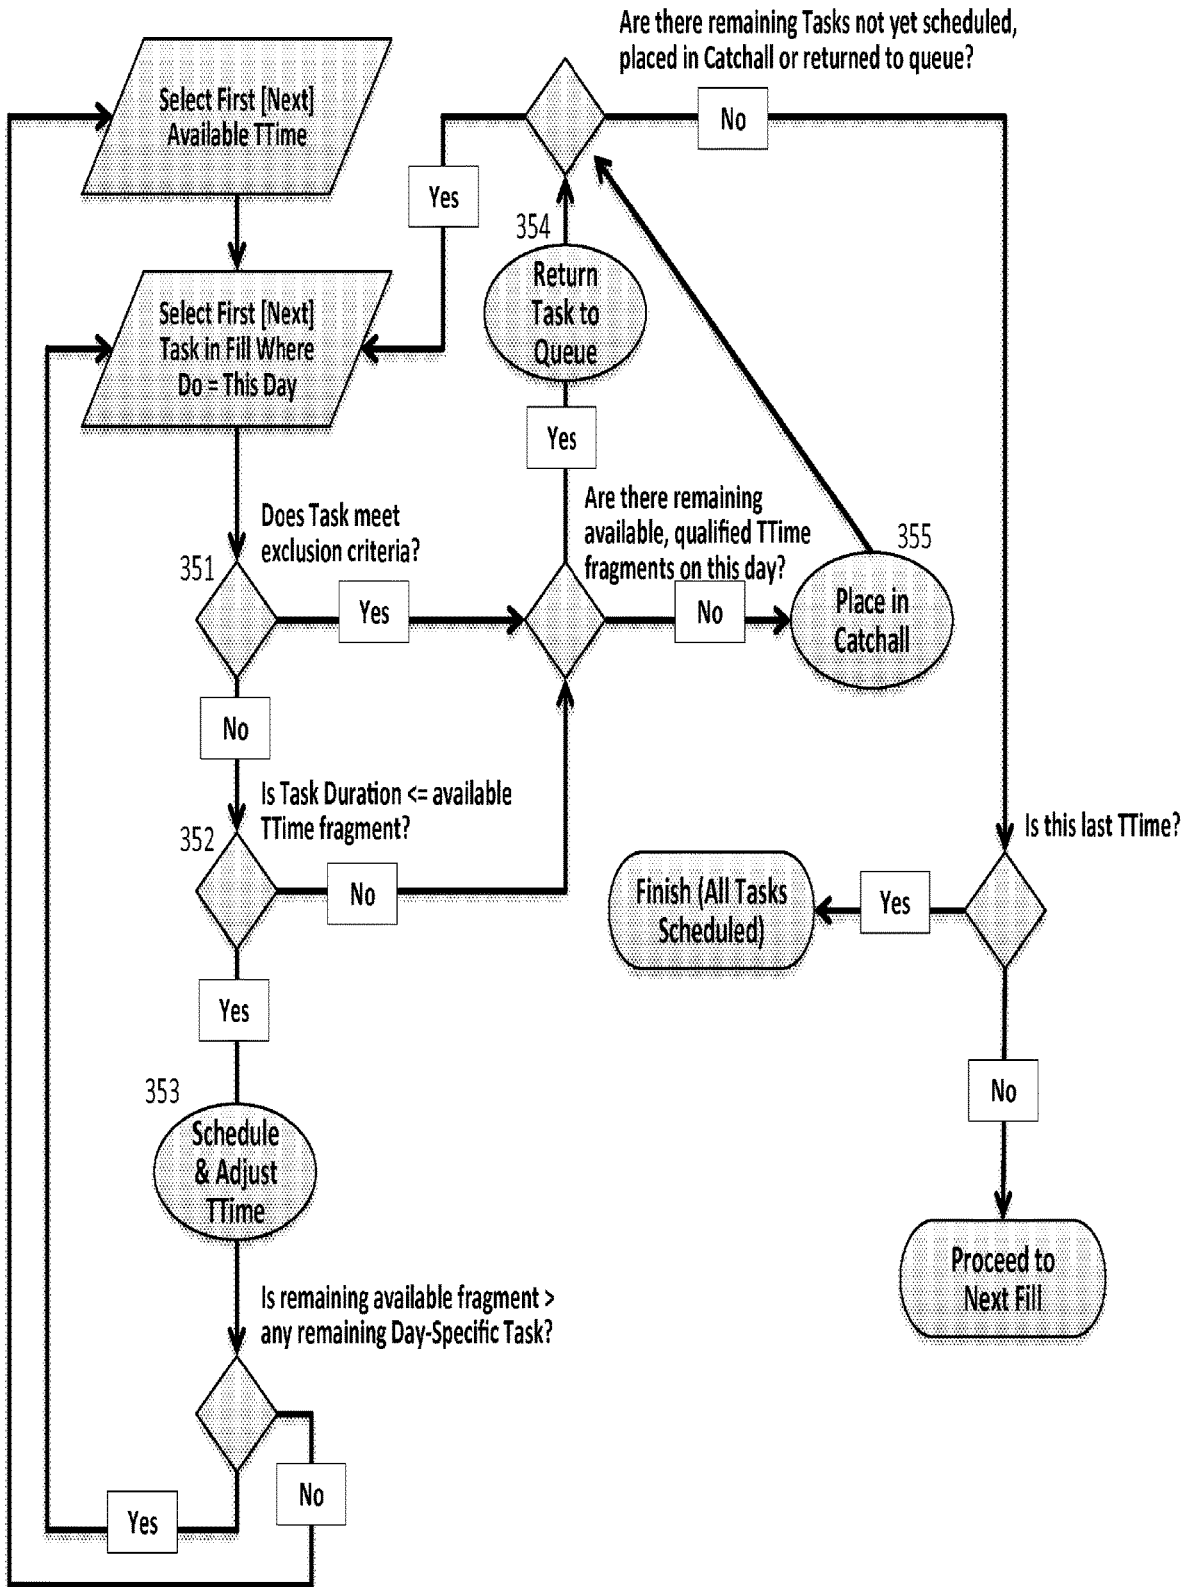 Are there remaining Tasks not yet scheduled,
placed in Catchall or returned to queue?
Select First [Next]
Available TTime
No
Yes
354
Return
Task to
Queue
Select First [Next]
Task in Fill Where
Do = This Day
Yes
Does Task meet
exclusion criteria?
351
Yes
Are there remaining
available, qualified TTime
fragments on this day?
No
355
Place in
Catchall
No
Is Task Duration <= available
TTime fragment?
352
No
Is this last TTime?
Finish (All Tasks
Scheduled)
Yes
Yes
No
353
Schedule
& Adjust
TTime
Proceed to
Next Fill
Is remaining available fragment >
any remaining Day-Specific Task?
No
Yes